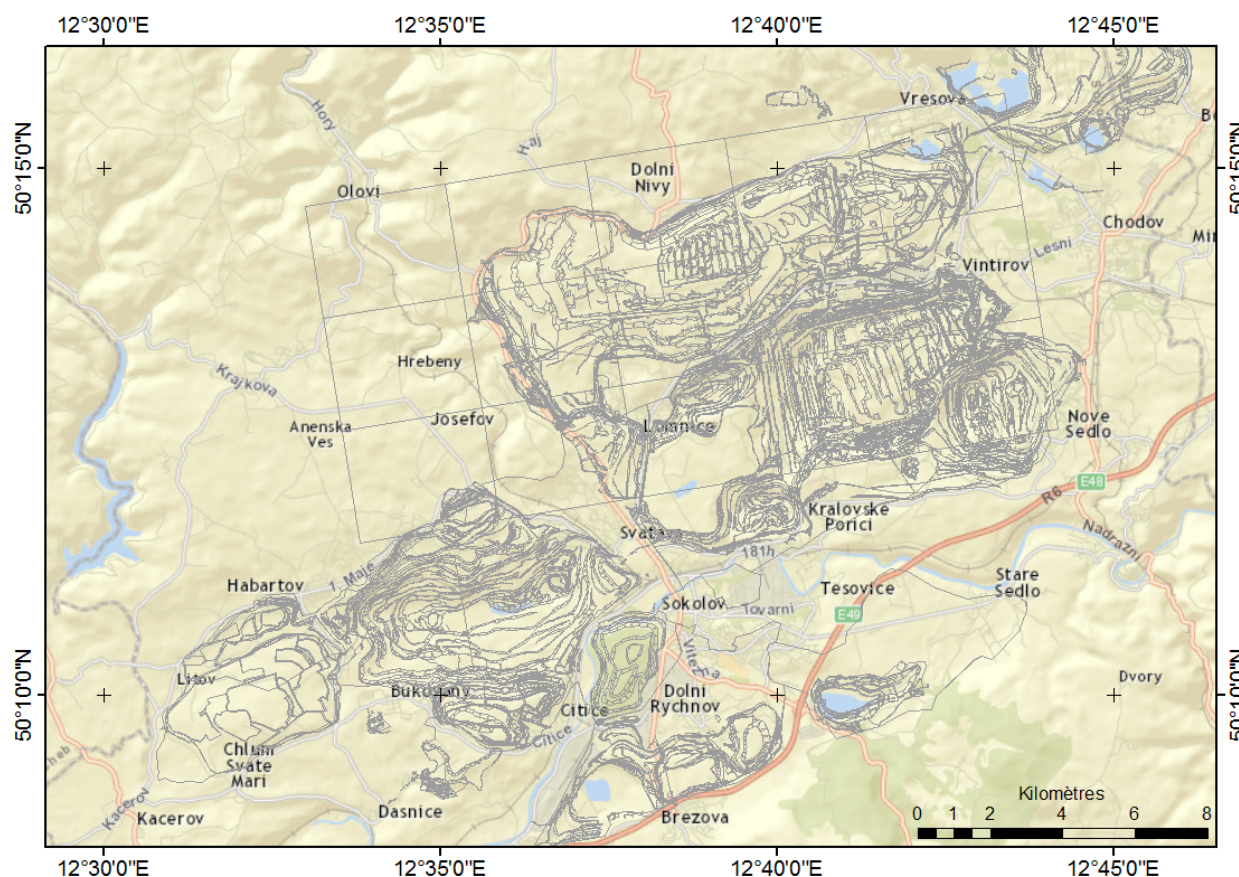 12°30'0"E 12°35'0"E 12°40'0"E 12°45'0"E
50°15'0"N
50°15'0"N
50°10'0"N
50°10'0"N
Vresova
Hory
Haj
Dolni
Nivy
Olovi
Chodov
Lesni
Vintirov
Hrebeny
Krajkova
Josefov
Anenska
Ves
Lomnice
Nove
Sedlo
E48
R6
Kralovske
Porici
Nadrazni
181h
1. Maje
Habartov
Tesovice
Stare
Sedlo
Sokolov
Tovarni
E49
Vitezna
Litov
Bukovany
Citice
Dolni
Rychnov
Dvory
Citice
Chlum
Svate
Mari
Kacerov
Kacerov
Dasnice
Brezova
Kilomètres
0 1 2 4 6 8
12°30'0"E 12°35'0"E 12°40'0"E 12°45'0"E